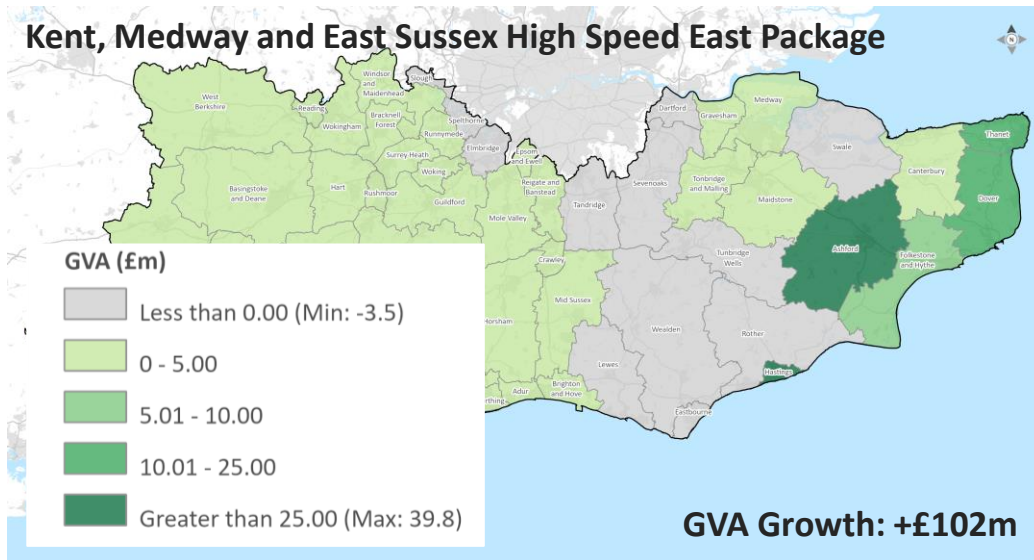 Kent, Medway and East Sussex High Speed East Package
N
Windsor
and
Maidenhead
Slough
West
Berkshire
Reading
Wokingham
Bracknell
Forest
Spelthorne
Runnymede
Dartford
Gravesham
Medway
Thanet
Elmbridge
Epsom
and Ewell
Surrey Heath
Woking
Swale
Canterbury
Basingstoke
and Deane
Hart
Rushmoor
Guildford
Reigate and
Banstead
Mole Valley
Tandridge
Sevenoaks
Tonbridge
and Malling
Maidstone
Dover
Ashford
Folkestone
and Hythe
Tunbridge
Wells
Crawley
Mid Sussex
Horsham
Wealden
Rother
Lewes
Hastings
Eastbourne
Adur
Brighton
and Hove
GVA (£m)
Less than 0.00 (Min: -3.5)
0 - 5.00
5.01 - 10.00
10.01 - 25.00
Greater than 25.00 (Max: 39.8)
GVA Growth: +£102m